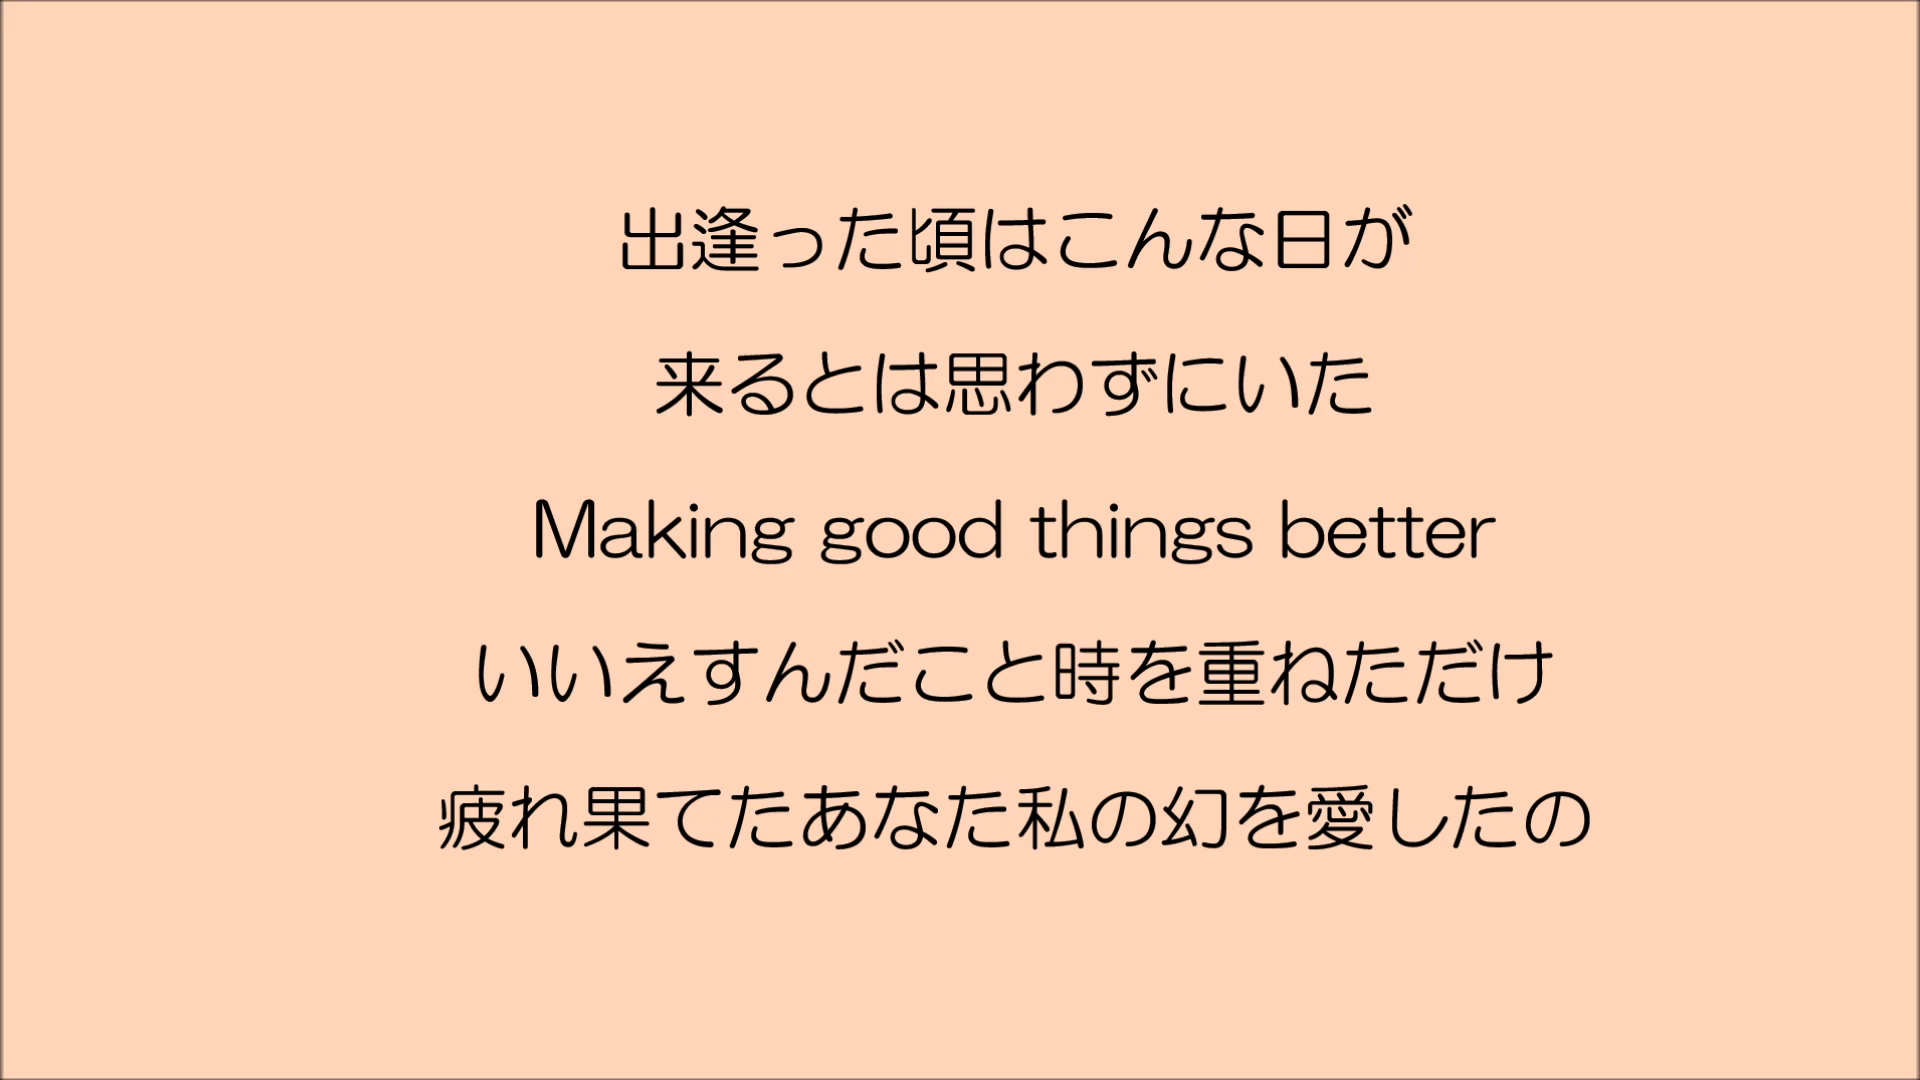 出逢った頃はこんな日が
来るとは思わずにいた
Making good things better
いいえすんだこと時を重ねただけ
疲れ果てたあなた私の幻を愛したの